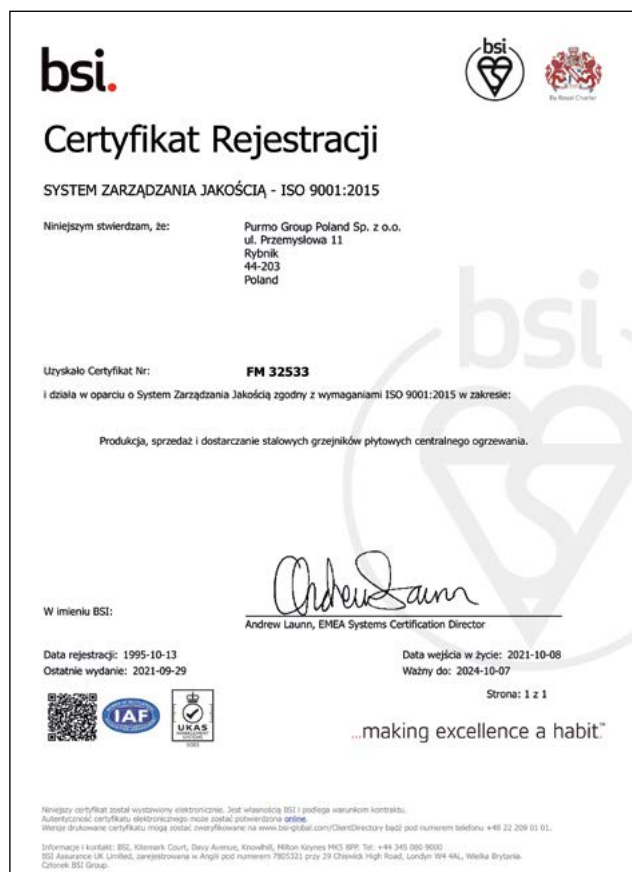 bsi.
bsi
By Royal Charter
Certyfikat Rejestracji
SYSTEM ZARZĄDZANIA JAKOŚCIĄ - ISO 9001:2015
Niniejszym stwierdzam, że:
Purmo Group Poland Sp. z o.o.
ul. Przemysłowa 11
Rybnik
44-203
Poland
bsi
Uzyskało Certyfikat Nr:
FM 32533
i działa w oparciu o System Zarządzania Jakością zgodny z wymaganiami ISO 9001:2015 w zakresie:
Produkcja, sprzedaż i dostarczanie stalowych grzejników płytowych centralnego ogrzewania.
W imieniu BSI:
Andrew Launn, EMEA Systems Certification Director
Data rejestracji: 1995-10-13
Data wejścia w życie: 2021-10-08
Ostatnie wydanie: 2021-09-29
Ważny do: 2024-10-07
Strona: 1 z 1
IAF
UKAS
MANAGEMENT
SYSTEMS
...making excellence a habit.™
Niniejszy certyfikat został wystawiony elektronicznie. Jest własnością BSI i podlega warunkom kontraktu.
Autentyczność certyfikatu elektronicznego może zostać potwierdzona online.
Wersje drukowane certyfikatu mogą zostać zweryfikowane na www.bsi-global.com/ClientDirectory bądź pod numerem telefonu +48 22 209 01 01.
Informacje i kontakt: BSI, Kitemark Court, Davy Avenue, Knowlhill, Milton Keynes MK5 8PP. Tel: +44 345 080 9000
BSI Assurance UK Limited, zarejestrowana w Anglii pod numerem 7805321 przy 39 Chiswick High Road, Londyn W4 4AL, Wielka Brytania.
Członek BSI Group.